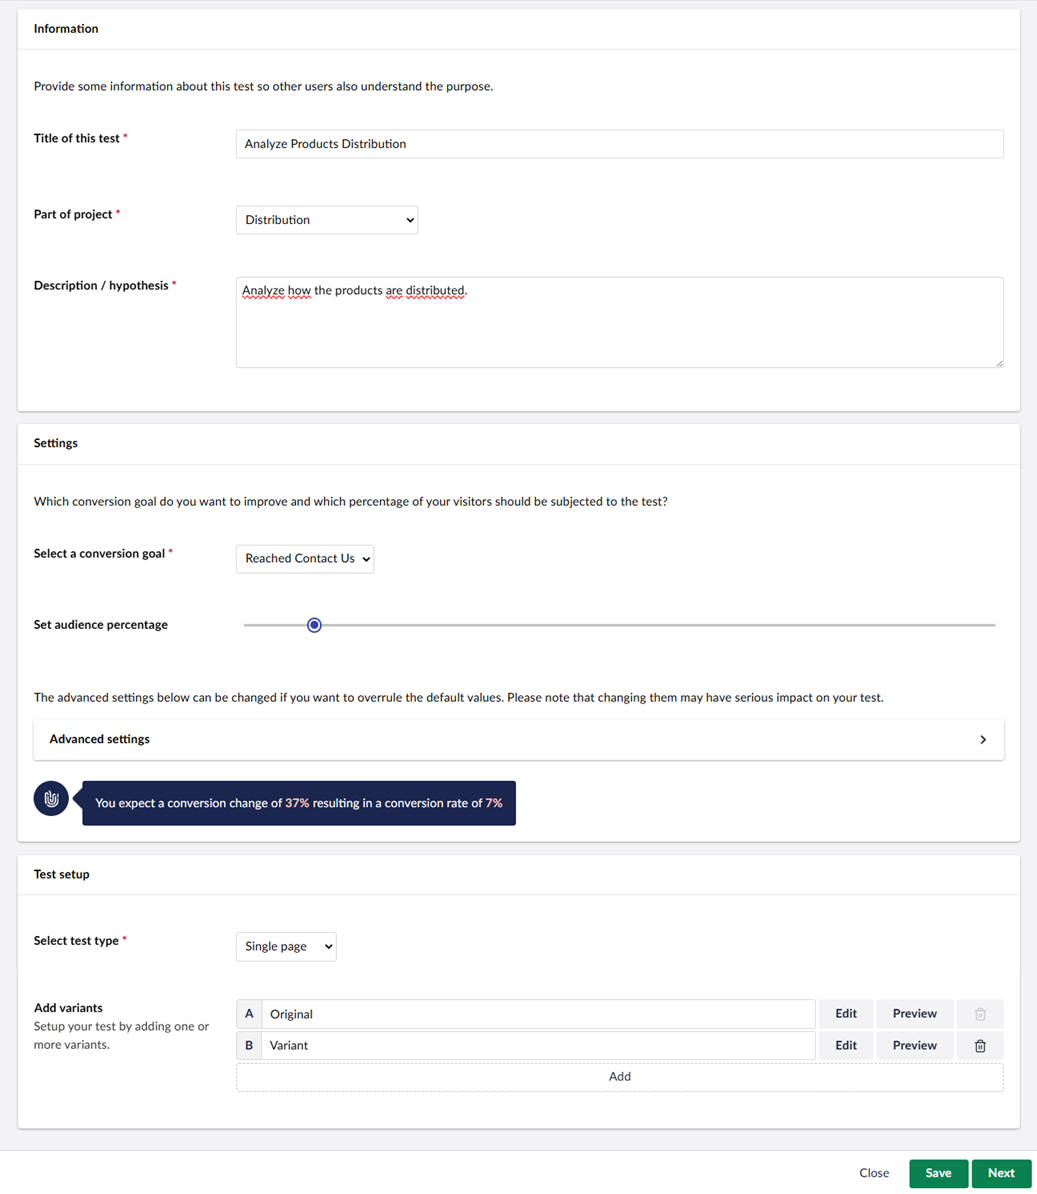 Information
Provide some information about this test so other users also understand the purpose.
Title of this test *
Analyze Products Distribution
Part of project *
Distribution
Description / hypothesis *
Analyze how the products are distributed.
Settings
Which conversion goal do you want to improve and which percentage of your visitors should be subjected to the test?
Select a conversion goal *
Reached Contact Us
Set audience percentage
The advanced settings below can be changed if you want to overrule the default values. Please note that changing them may have serious impact on your test.
Advanced settings
You expect a conversion change of 37% resulting in a conversion rate of 7%
Test setup
Select test type *
Single page
Add variants
Setup your test by adding one or
more variants.
A Original Edit Preview
B Variant Edit Preview
Add
Close Save Next